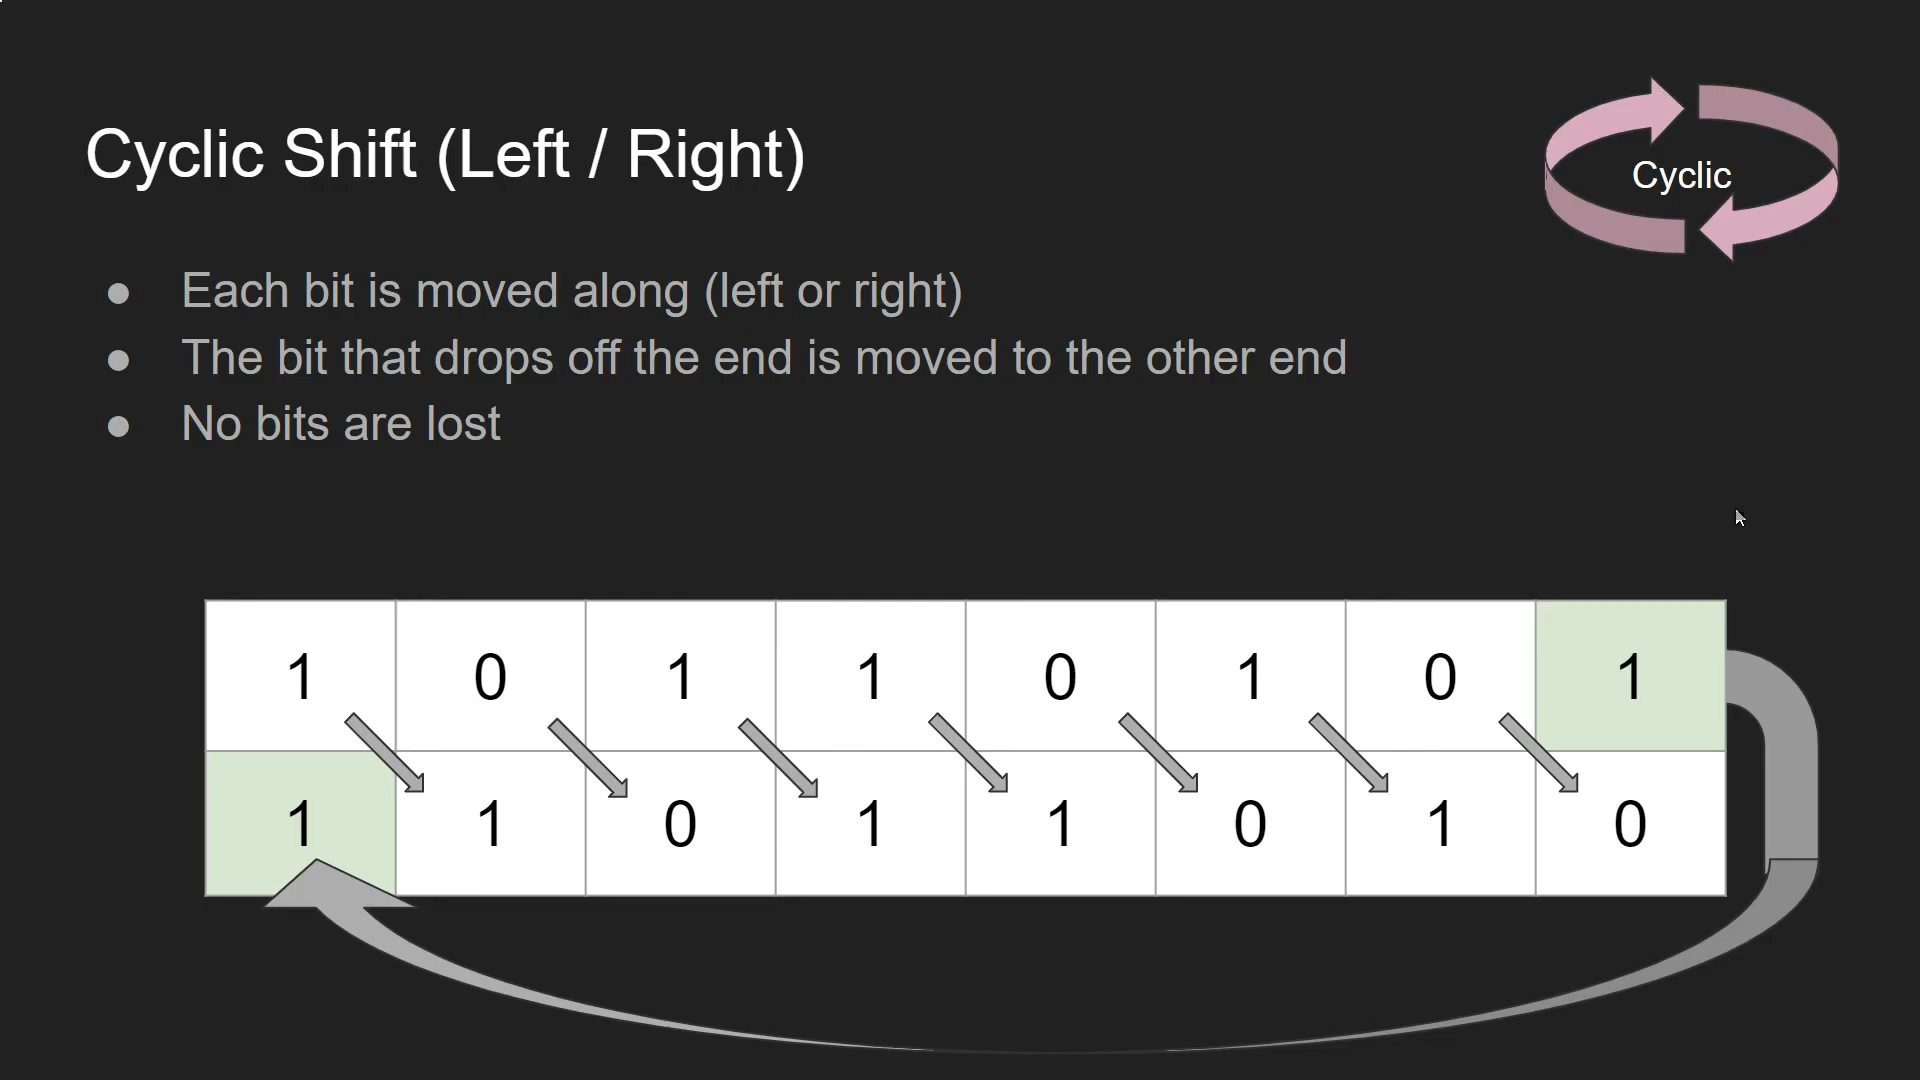 Cyclic Shift (Left / Right)
Cyclic
● Each bit is moved along (left or right)
● The bit that drops off the end is moved to the other end
● No bits are lost
1 0 1 1 0 1 0 1
1 1 0 1 1 0 1 0